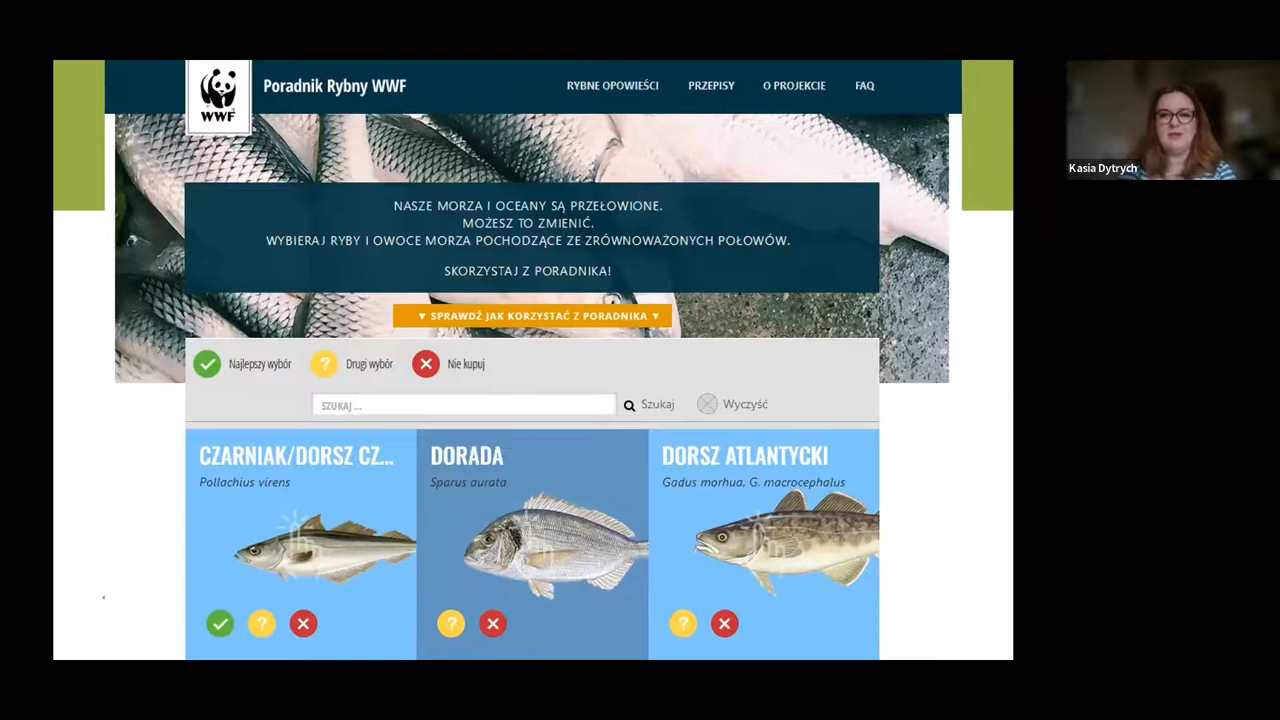 WWF
Poradnik Rybny WWF
RYBNE OPOWIEŚCI
PRZEPISY
O PROJEKCIE
FAQ
NASZE MORZA I OCEANY SĄ PRZEŁOWIONE.
MOŻESZ TO ZMIENIĆ.
WYBIERAJ RYBY I OWOCE MORZA POCHODZĄCE ZE ZRÓWNOWAŻONYCH POŁOWÓW.
SKORZYSTAJ Z PORADNIKA!
▼ SPRAWDŹ JAK KORZYSTAĆ Z PORADNIKA ▼
Najlepszy wybór
? Drugi wybór
Nie kupuj
SZUKAJ ...
Szukaj
Wyczyść
CZARNIAK/DORSZ CZ...
Pollachius virens
DORADA
Sparus aurata
DORSZ ATLANTYCKI
Gadus morhua, G. macrocephalus
?
?
?
Kasia Dytrych